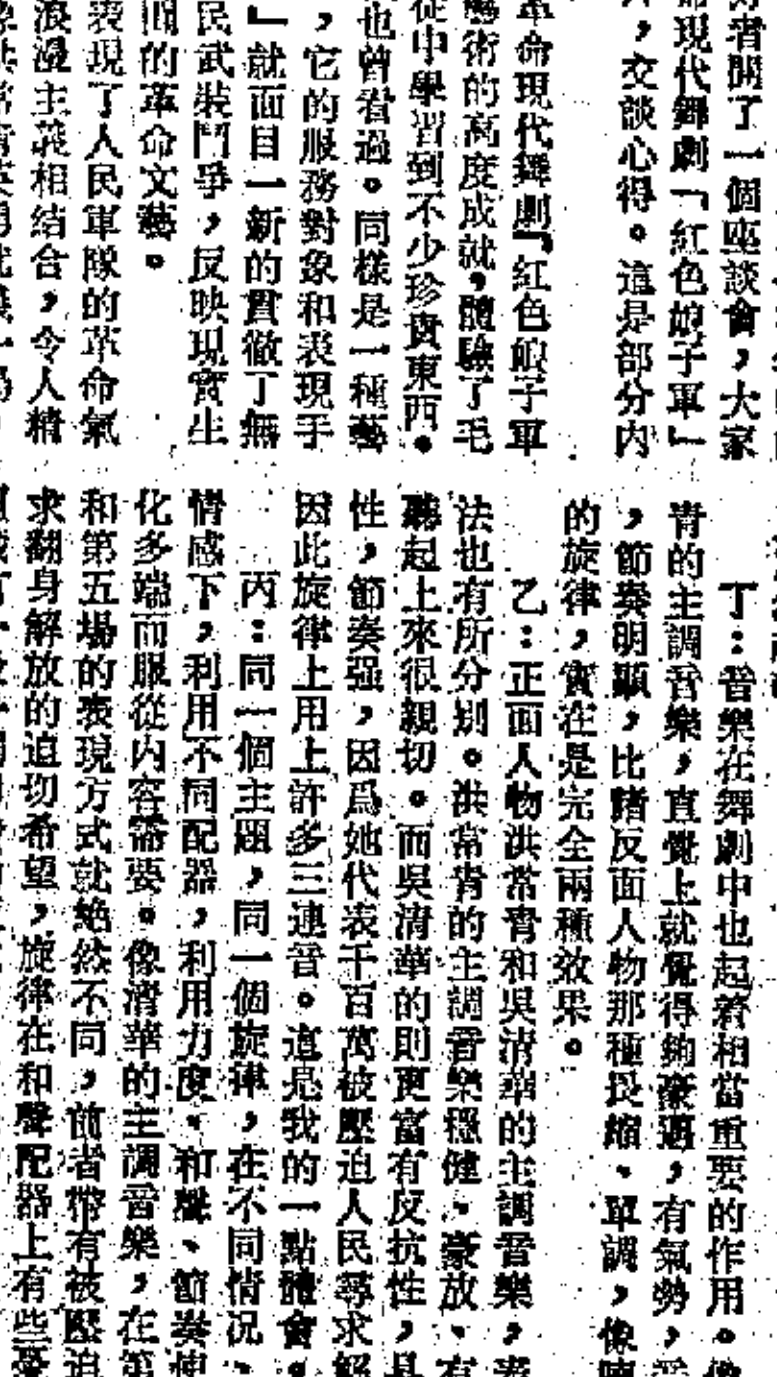 者開了一個座談會，大家
現代舞劇「紅色娘子軍」
，交談心得。這是部分內
革命現代舞劇『紅色娘子軍
藝術的高度成就，體驗了毛
從中學習到不少珍貴東西。
也曾看過。同樣是一種藝
，它的服務對象和表現手
』就面目一新的貫徹了無
民武裝鬥爭，反映現實生
的革命文藝。
表現了人民軍隊的革命氣
浪漫主義相結合，令人精
丁：音樂在舞劇中也起着相當重要的作用。像
青的主調音樂，直覺上就覺得夠豪邁，有氣勢，
，節奏明顯，比諸反面人物那種畏縮、單調，像
的旋律，實在是完全兩種效果。
乙：正面人物洪常青和吳清華的主調音樂，表
法也有所分別。洪常青的主調音樂穩健、豪放、有
聽起上來很親切。而吳清華的則更富有反抗性，具
性，節奏强，因爲她代表千百萬被壓迫人民尋求解
因此旋律上用上許多三連音。這是我的一點體會。
丙：同一個主題，同一個旋律，在不同情况、
情感下，利用不同配器，利用力度、和聲、節奏使
化多端而服從内容需要。像清華的主調音樂，在第
和第五場的表現方式就絶然不同，前者帶有被壓迫
求翻身解放的迫切希望，旋律在和聲配器上有些憂